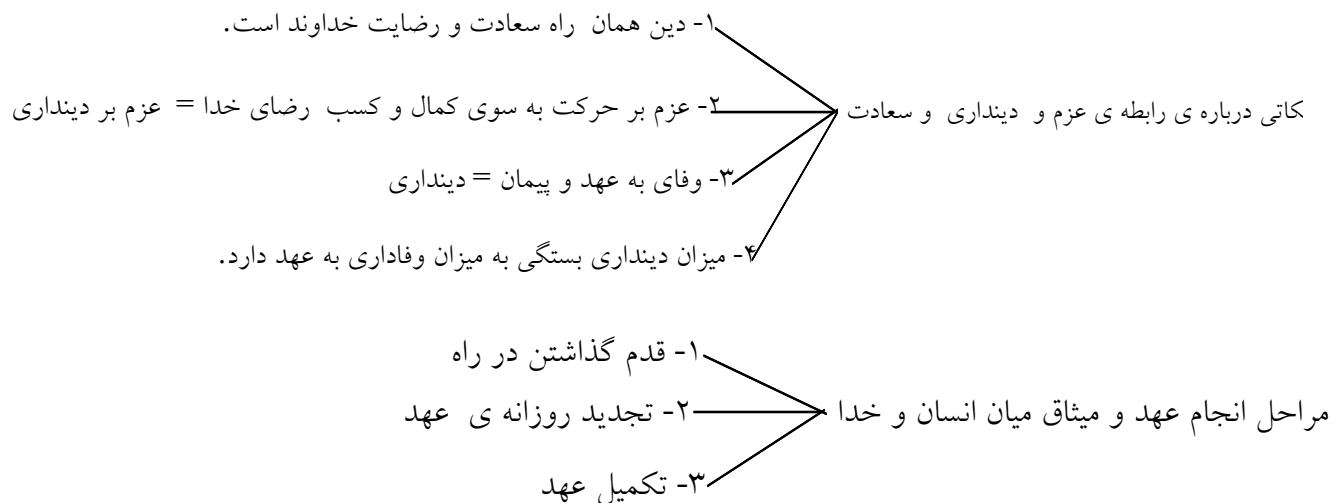 ۱- دین همان راه سعادت و رضایت خداوند است.
کاتی درباره ی رابطه ی عزم و دینداری و سعادت
۲- عزم بر حرکت به سوی کمال و کسب رضای خدا = عزم بر دینداری
۳- وفای به عهد و پیمان = دینداری
۴- میزان دینداری بستگی به میزان وفاداری به عهد دارد.
مراحل انجام عهد و میثاق میان انسان و خدا
۱- قدم گذاشتن در راه
۲- تجدید روزانه ی عهد
۳- تکمیل عهد